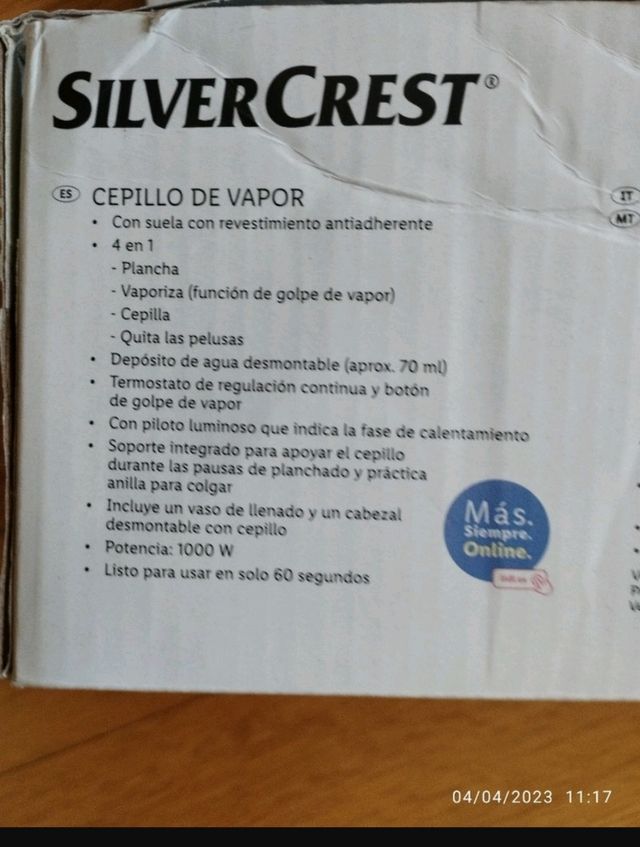 SILVERCREST®
ES CEPILLO DE VAPOR
• Con suela con revestimiento antiadherente
• 4 en 1
- Plancha
- Vaporiza (función de golpe de vapor)
- Cepilla
- Quita las pelusas
• Depósito de agua desmontable (aprox. 70 ml)
• Termostato de regulación continua y botón
de golpe de vapor
• Con piloto luminoso que indica la fase de calentamiento
• Soporte integrado para apoyar el cepillo
durante las pausas de planchado y práctica
anilla para colgar
• Incluye un vaso de llenado y un cabezal
desmontable con cepillo
• Potencia: 1000 W
• Listo para usar en solo 60 segundos
Más.
Siempre.
Online.
IT
MT
04/04/2023 11:17